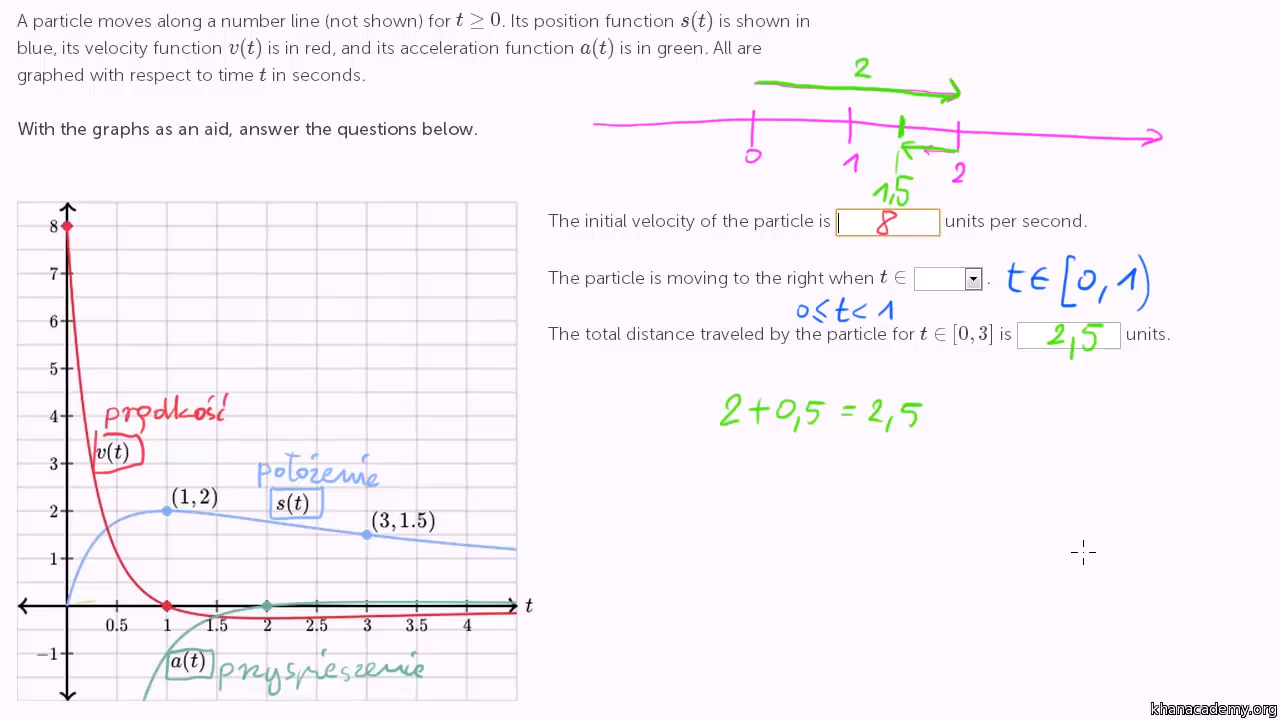 A particle moves along a number line (not shown) for t ≥ 0. Its position function s(t) is shown in
blue, its velocity function v(t) is in red, and its acceleration function a(t) is in green. All are
graphed with respect to time t in seconds.
With the graphs as an aid, answer the questions below.
2
0 1 2
1,5
The initial velocity of the particle is 8 units per second.
The particle is moving to the right when t ∈ . t ∈ [0, 1)
0 ≤ t < 1
The total distance traveled by the particle for t ∈ [0, 3] is 2,5 units.
2 + 0,5 = 2,5
8
7
6
5
4
3
2
1
−1
prędkość
v(t)
położenie
s(t)
(1, 2)
(3, 1.5)
t
0.5 1 1.5 2 2.5 3 3.5 4
a(t) przyspieszenie
khanacademy.org